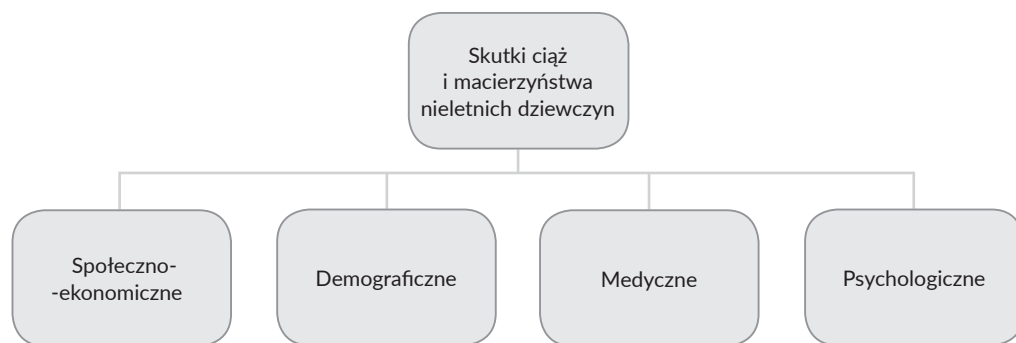 Skutki ciąż
i macierzyństwa
nieletnich dziewczyn
Społeczno-
-ekonomiczne
Demograficzne
Medyczne
Psychologiczne